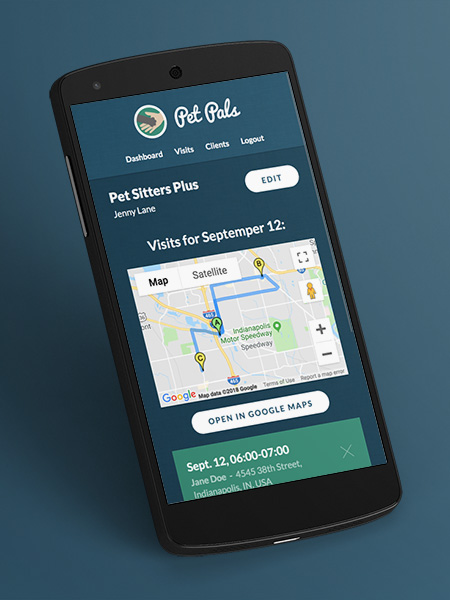 Pet Pals
Dashboard Visits Clients Logout
Pet Sitters Plus
EDIT
Jenny Lane
Visits for Septemper 12:
Map Satellite
B
465
A
Indianapolis
Motor Speedway
Speedway
C
+
−
465
Google Map data ©2018 Google Terms of Use Report a map error
OPEN IN GOOGLE MAPS
Sept. 12, 06:00-07:00
Jane Doe - 4545 38th Street,
Indianapolis, IN, USA